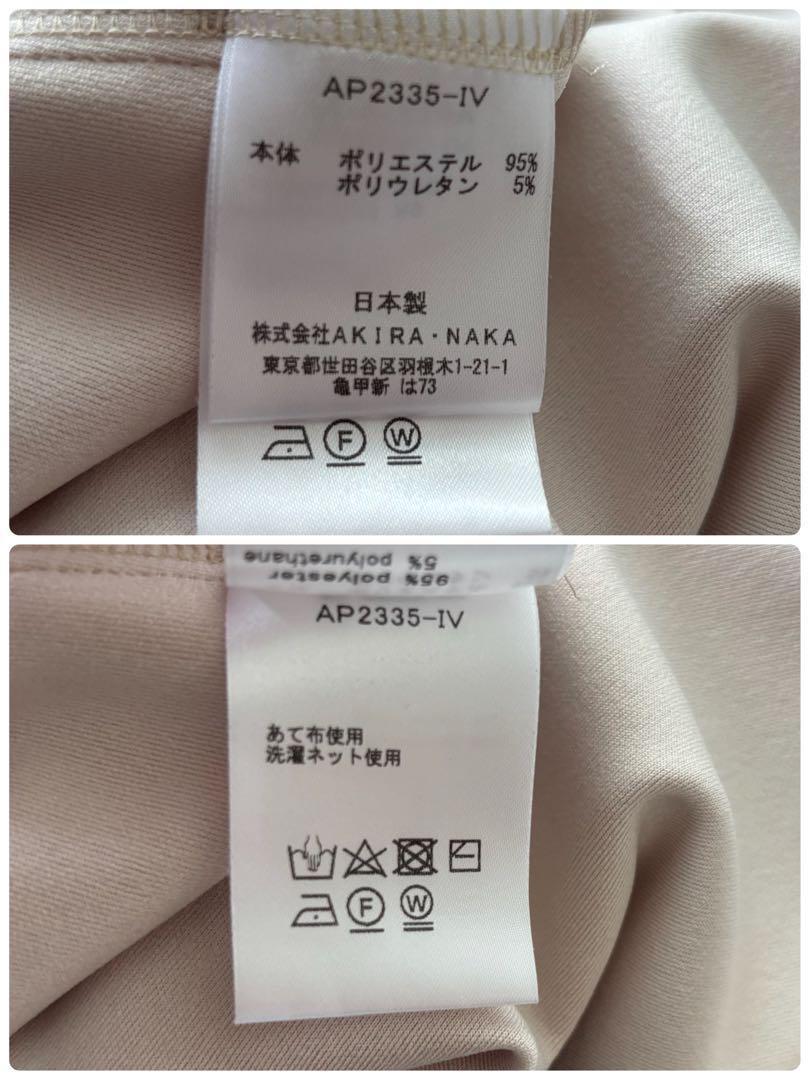 AP2335-IV
本体 ポリエステル 95%
ポリウレタン 5%
日本製
株式会社AKIRA・NAKA
東京都世田谷区羽根木1-21-1
亀甲新 は73
F W
95% polyester
5% polyurethane
AP2335-IV
あて布使用
洗濯ネット使用
F W